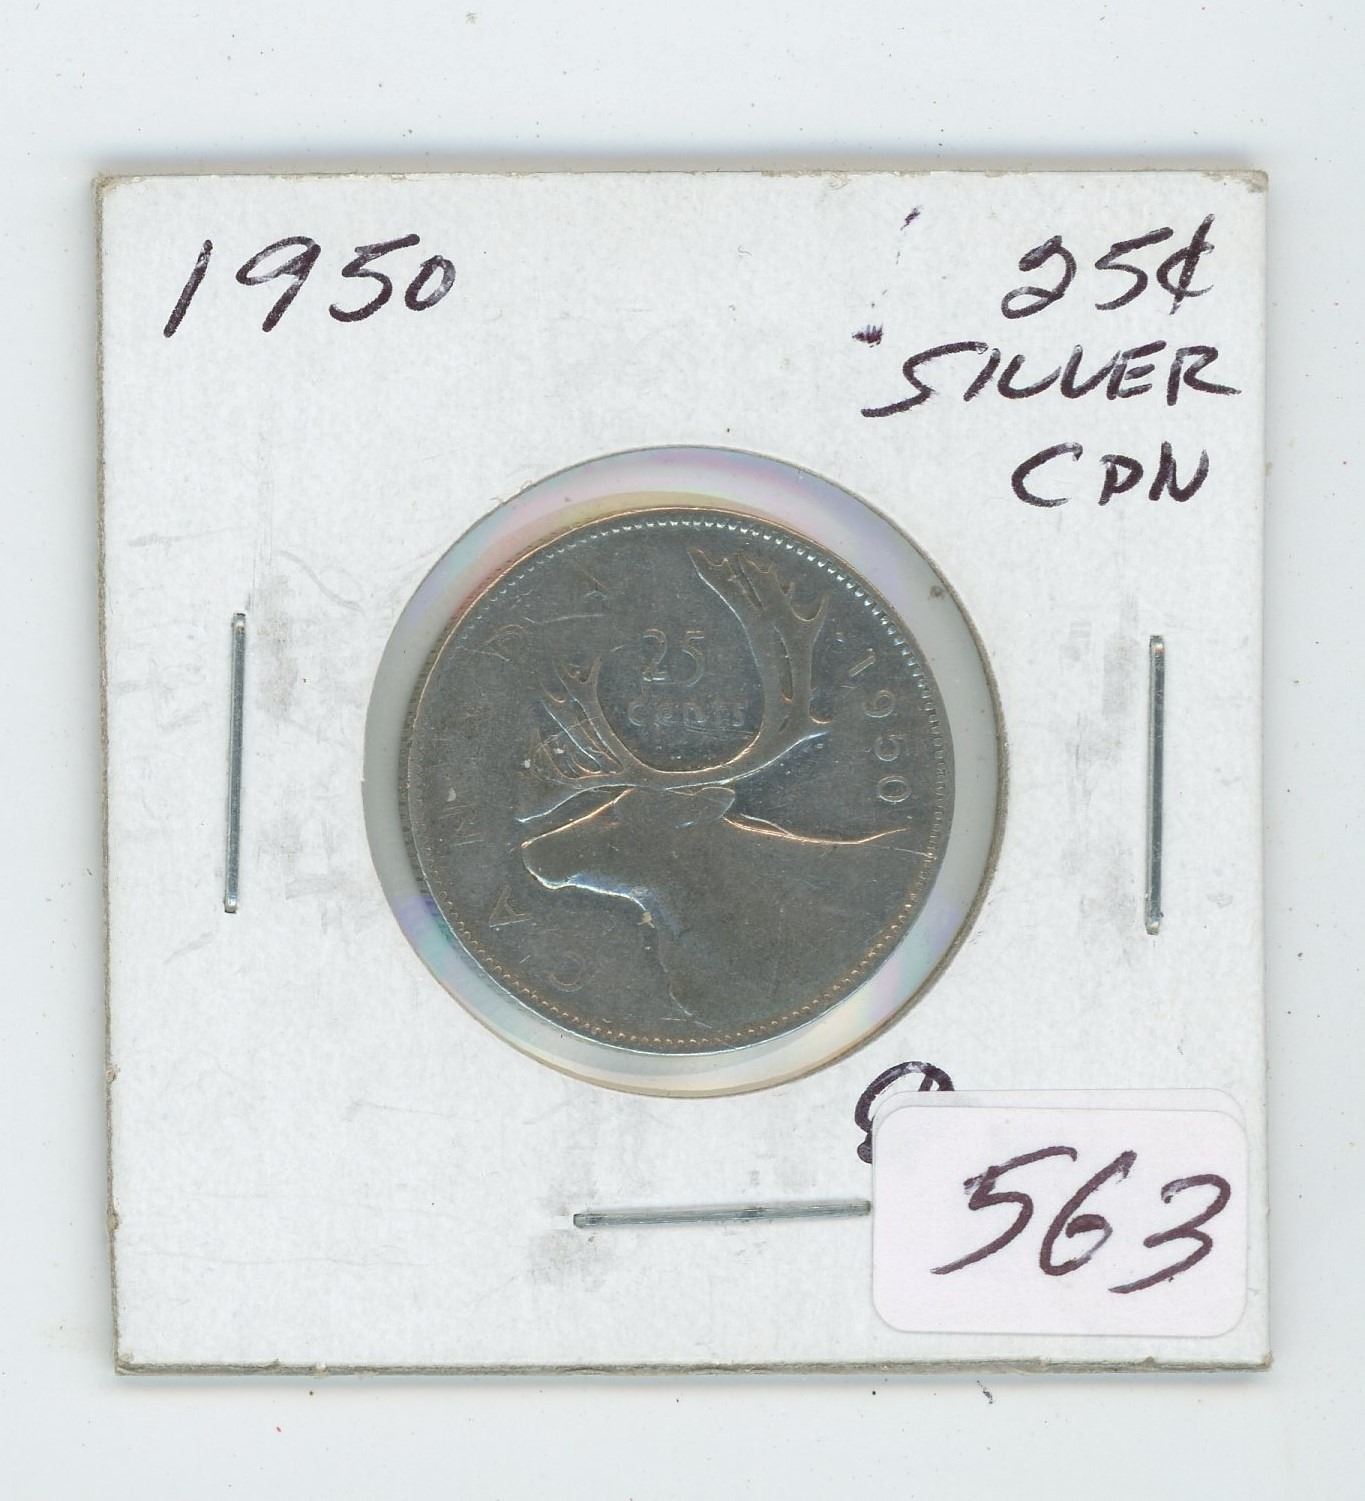 1950
25¢
SILVER
CDN
CANADA
25
cents
1950
563